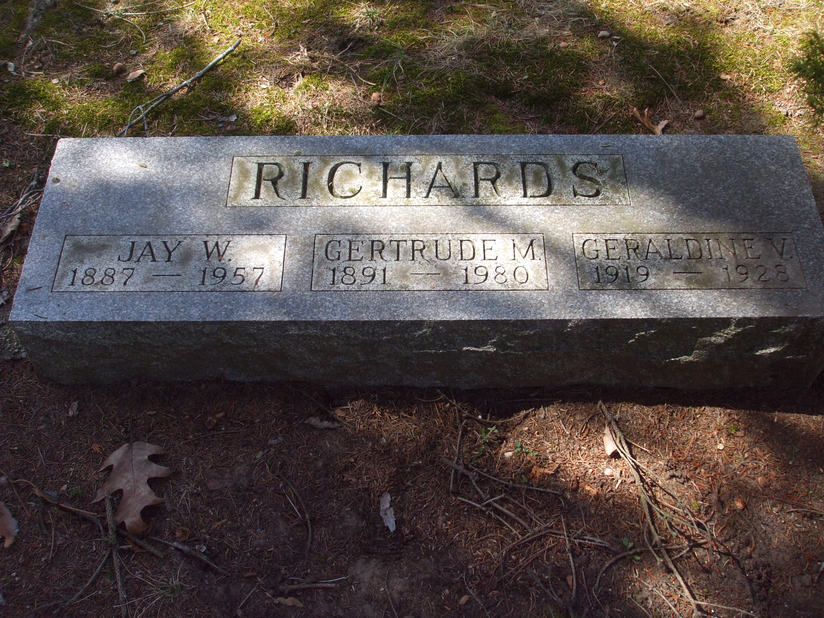 RICHARDS
JAY W.
1887 — 1957
GERTRUDE M.
1891 — 1980
GERALDINE V.
1919 — 1928